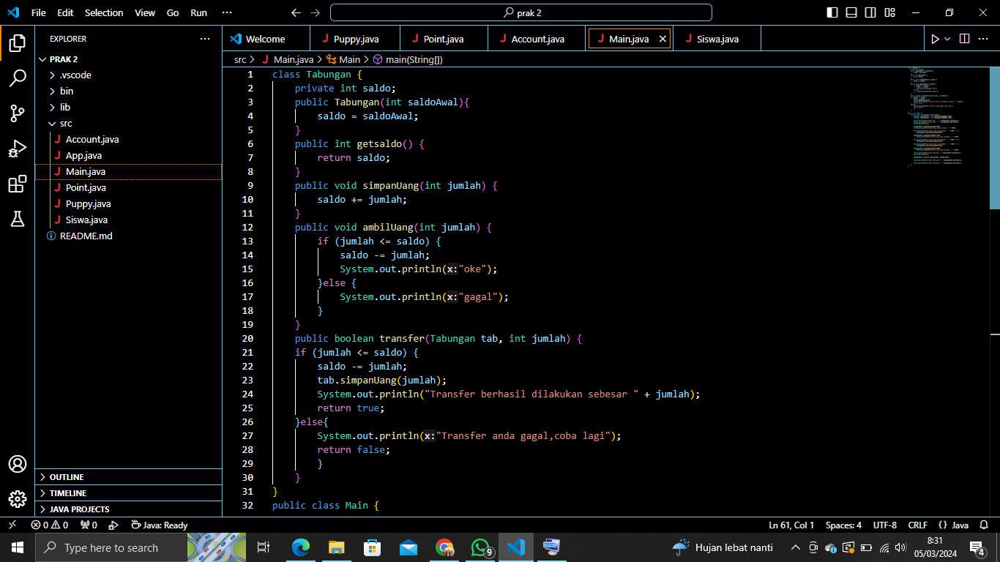 File Edit Selection View Go Run ··· prak 2
EXPLORER ···
Welcome Puppy.java Point.java Account.java Main.java Siswa.java
src > Main.java > Main > main(String[])
PRAK 2
.vscode
bin
lib
src
Account.java
App.java
Main.java
Point.java
Puppy.java
Siswa.java
README.md
OUTLINE
TIMELINE
JAVA PROJECTS
1 class Tabungan {
2 private int saldo;
3 public Tabungan(int saldoAwal){
4 saldo = saldoAwal;
5 }
6 public int getsaldo() {
7 return saldo;
8 }
9 public void simpanUang(int jumlah) {
10 saldo += jumlah;
11 }
12 public void ambilUang(int jumlah) {
13 if (jumlah <= saldo) {
14 saldo -= jumlah;
15 System.out.println(x:"oke");
16 }else {
17 System.out.println(x:"gagal");
18 }
19 }
20 public boolean transfer(Tabungan tab, int jumlah) {
21 if (jumlah <= saldo) {
22 saldo -= jumlah;
23 tab.simpanUang(jumlah);
24 System.out.println("Transfer berhasil dilakukan sebesar " + jumlah);
25 return true;
26 }else{
27 System.out.println(x:"Transfer anda gagal,coba lagi");
28 return false;
29 }
30 }
31 }
32 public class Main {
0 0 0 Java: Ready Ln 61, Col 1 Spaces: 4 UTF-8 CRLF {} Java
Type here to search 9 Hujan lebat nanti 8:31
05/03/2024 4